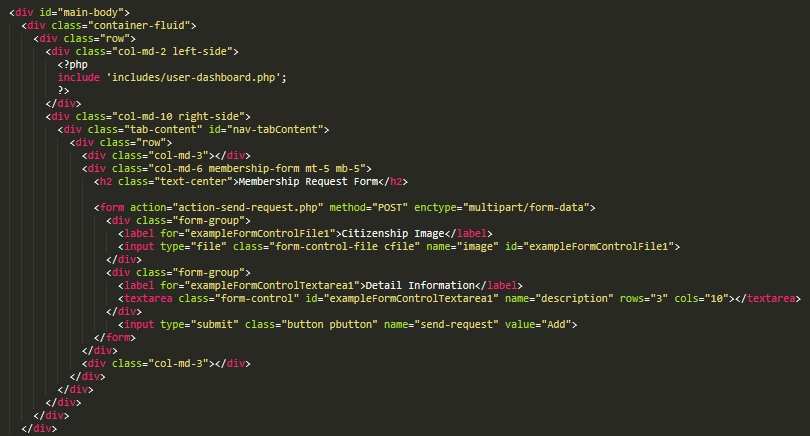 <div id="main-body">
<div class="container-fluid">
<div class="row">
<div class="col-md-2 left-side">
<?php
include 'includes/user-dashboard.php';
?>
</div>
<div class="col-md-10 right-side">
<div class="tab-content" id="nav-tabContent">
<div class="row">
<div class="col-md-3"></div>
<div class="col-md-6 membership-form mt-5 mb-5">
<h2 class="text-center">Membership Request Form</h2>
<form action="action-send-request.php" method="POST" enctype="multipart/form-data">
<div class="form-group">
<label for="exampleFormControlFile1">Citizenship Image</label>
<input type="file" class="form-control-file cfile" name="image" id="exampleFormControlFile1">
</div>
<div class="form-group">
<label for="exampleFormControlTextarea1">Detail Information</label>
<textarea class="form-control" id="exampleFormControlTextarea1" name="description" rows="3" cols="10"></textarea>
</div>
<input type="submit" class="button pbutton" name="send-request" value="Add">
</form>
</div>
<div class="col-md-3"></div>
</div>
</div>
</div>
</div>
</div>